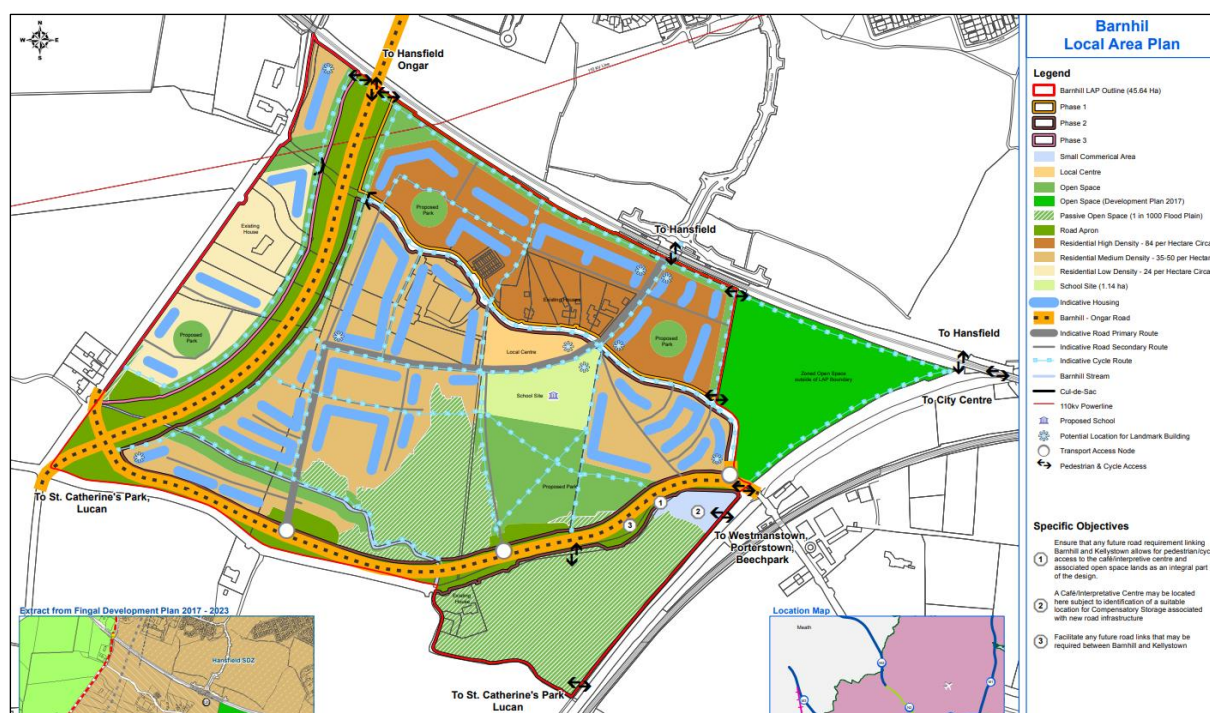 N
W
E
S
To Hansfield
Ongar
110 kV Line
To Hansfield
Proposed
Park
Existing
House
Existing Houses
Proposed
Park
Proposed
Park
Local Centre
School Site
Zoned Open Space
outside of LAP Boundary
To Hansfield
To City Centre
Proposed Park
1
2
3
To St. Catherine's Park,
Lucan
To Westmanstown,
Porterstown,
Beechpark
Existing
House
To St. Catherine's Park
Lucan
Extract from Fingal Development Plan 2017 - 2023
Hansfield SDZ
Location Map
Meath
Barnhil
Local Area Plan
Legend
Barnhill LAP Outline (45.64 Ha)
Phase 1
Phase 2
Phase 3
Small Commerical Area
Local Centre
Open Space
Open Space (Development Plan 2017)
Passive Open Space (1 in 1000 Flood Plain)
Road Apron
Residential High Density - 84 per Hectare Circa
Residential Medium Density - 35-50 per Hectar
Residential Low Density - 24 per Hectare Circa
School Site (1.14 ha)
Indicative Housing
Barnhill - Ongar Road
Indicative Road Primary Route
Indicative Road Secondary Route
Indicative Cycle Route
Barnhill Stream
Cul-de-Sac
110kv Powerline
Proposed School
Potential Location for Landmark Building
Transport Access Node
Pedestrian & Cycle Access
Specific Objectives
1
Ensure that any future road requirement linking
Barnhill and Kellystown allows for pedestrian/cyc
access to the café/interpretive centre and
associated open space lands as an integral part
of the design.
2
A Café/Interpretative Centre may be located
here subject to identification of a suitable
location for Compensatory Storage associated
with new road infrastructure
3
Facilitate any future road links that may be
required between Barnhill and Kellystown